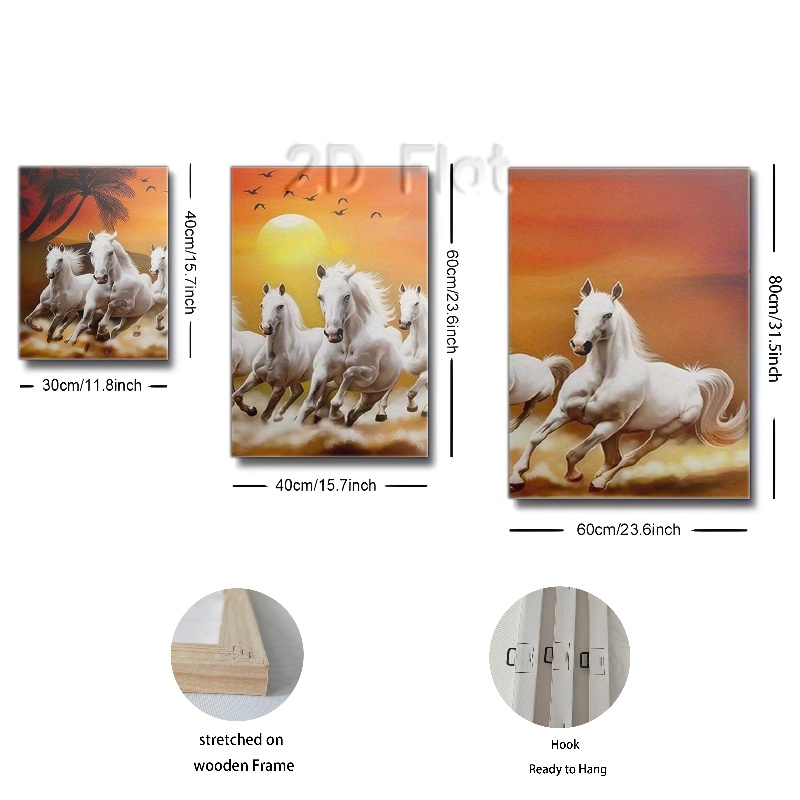 2D Flat
40cm/15.7inch
30cm/11.8inch
60cm/23.6inch
40cm/15.7inch
80cm/31.5inch
60cm/23.6inch
stretched on
wooden Frame
Hook
Ready to Hang